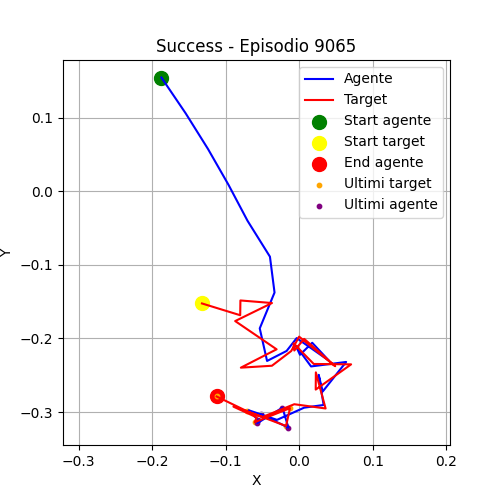 Success - Episodio 9065
Agente
Target
Start agente
Start target
End agente
Ultimi target
Ultimi agente
0.1
0.0
−0.1
−0.2
−0.3
Y
−0.3
−0.2
−0.1
0.0
0.1
0.2
X